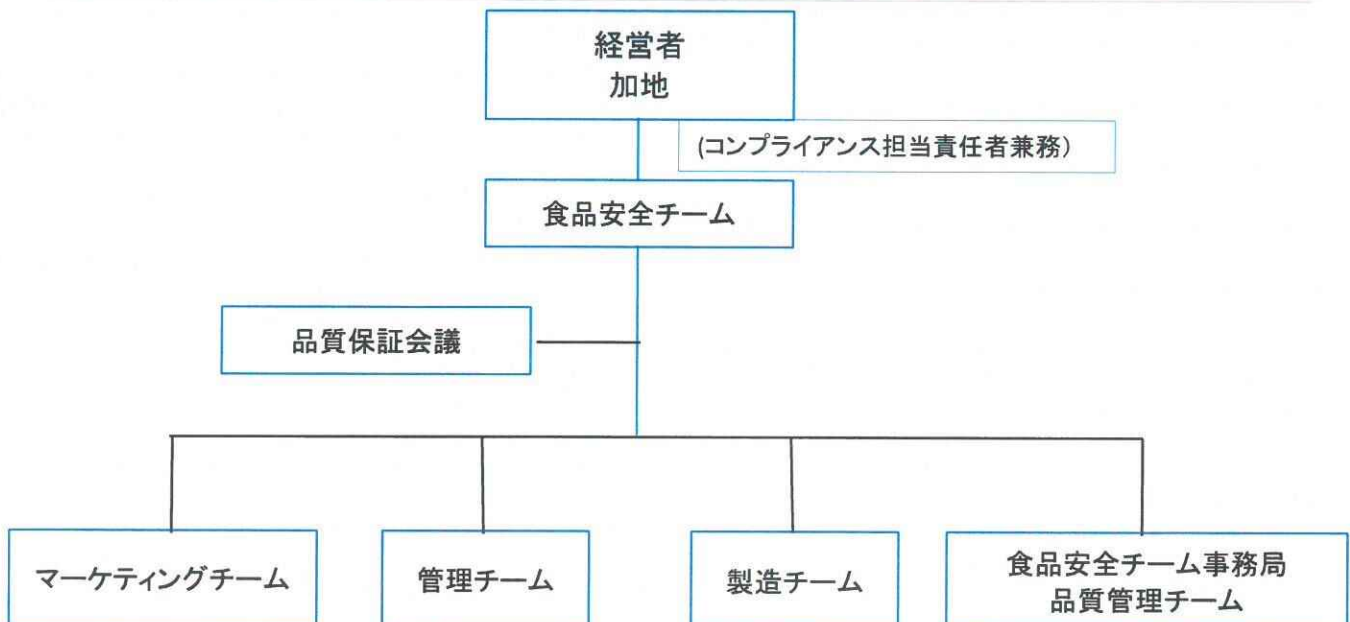 経営者
加地
(コンプライアンス担当責任者兼務）
食品安全チーム
品質保証会議
マーケティングチーム
管理チーム
製造チーム
食品安全チーム事務局
品質管理チーム